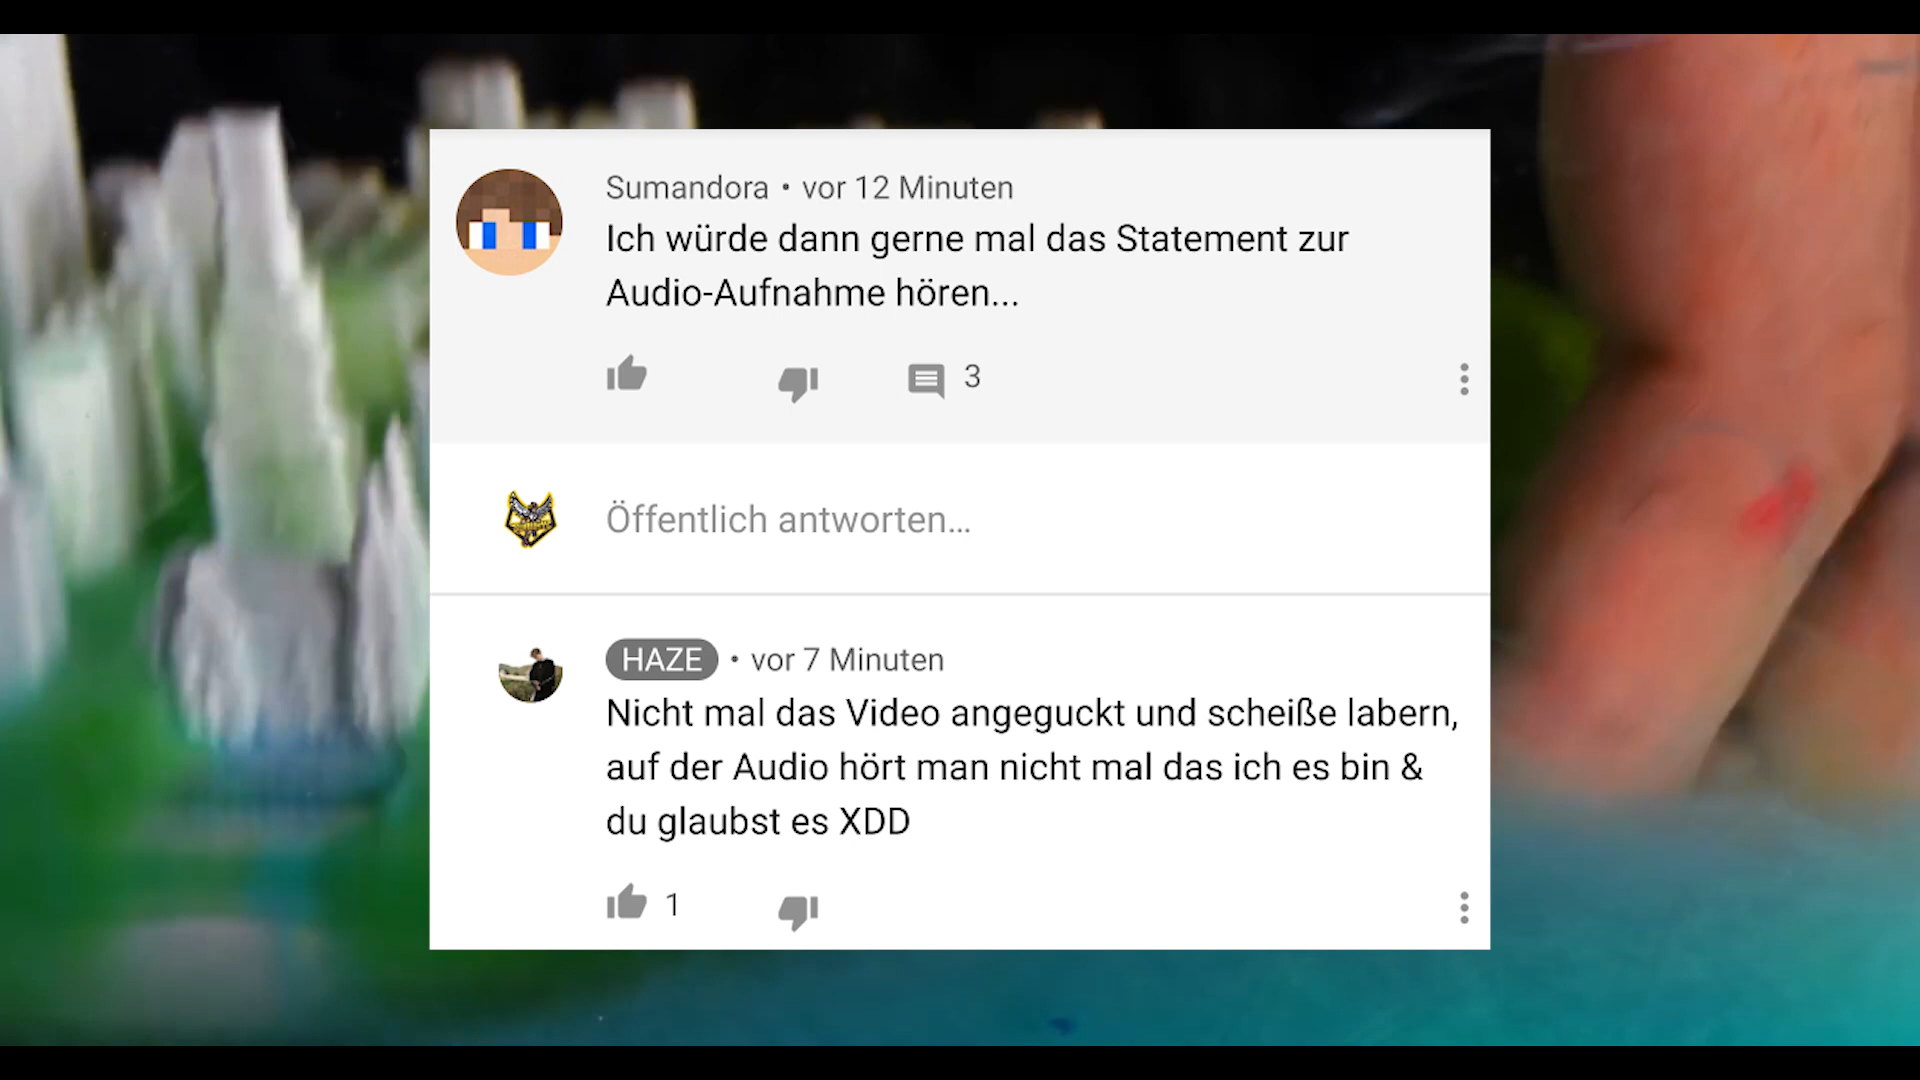 Sumandora • vor 12 Minuten
Ich würde dann gerne mal das Statement zur
Audio-Aufnahme hören...
3
Öffentlich antworten...
HAZE • vor 7 Minuten
Nicht mal das Video angeguckt und scheiße labern,
auf der Audio hört man nicht mal das ich es bin &
du glaubst es XDD
1